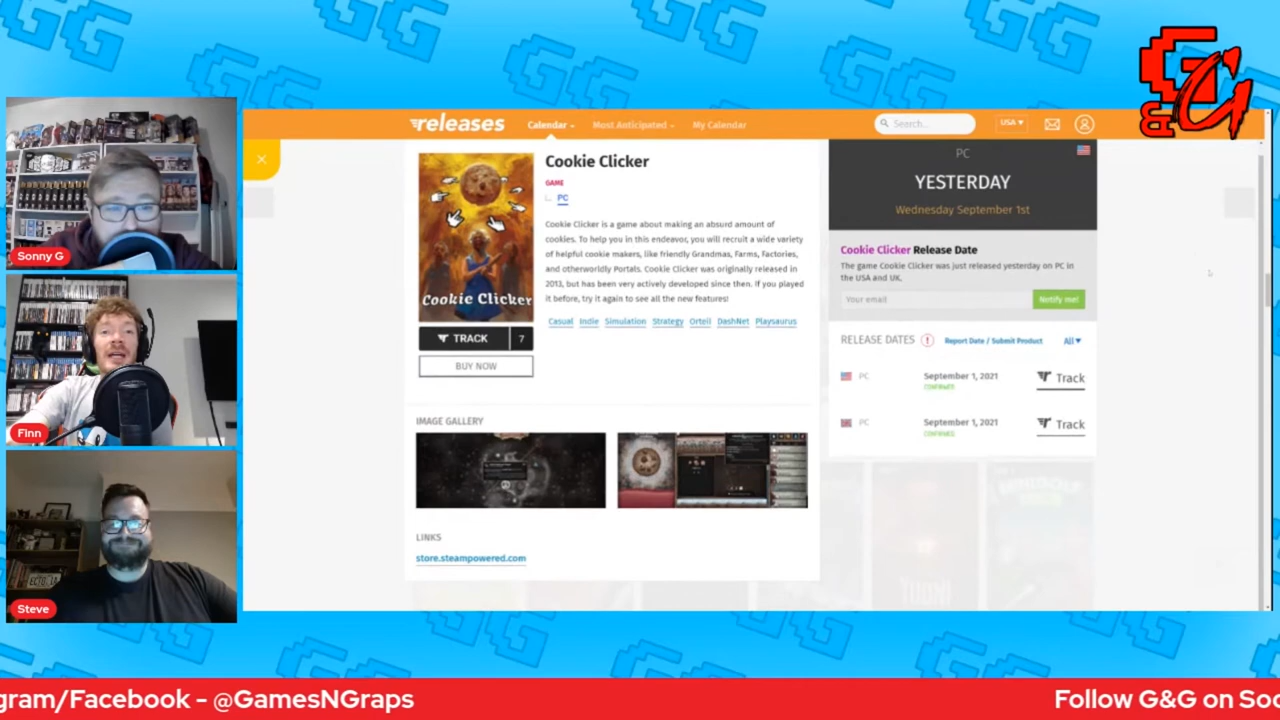 GG
&G
releases
Calendar
Most Anticipated
My Calendar
Search...
USA
Sonny G
Finn
Steve
Cookie Clicker
Cookie Clicker
GAME
PC
Cookie Clicker is a game about making an absurd amount of
cookies. To help you in this endeavor, you will recruit a wide variety
of helpful cookie makers, like friendly Grandmas, Farms, Factories,
and otherworldly Portals. Cookie Clicker was originally released in
2013, but has been very actively developed since then. If you played
it before, try it again to see all the new features!
Casual Indie Simulation Strategy Orteil DashNet Playsaurus
TRACK 7
BUY NOW
IMAGE GALLERY
LINKS
store.steampowered.com
PC
YESTERDAY
Wednesday September 1st
Cookie Clicker Release Date
The game Cookie Clicker was just released yesterday on PC in
the USA and UK.
Your email
Notify me!
RELEASE DATES
Report Date / Submit Product
All
PC September 1, 2021 Track
CONFIRMED
PC September 1, 2021 Track
CONFIRMED
gram/Facebook - @GamesNGraps
Follow G&G on Soc